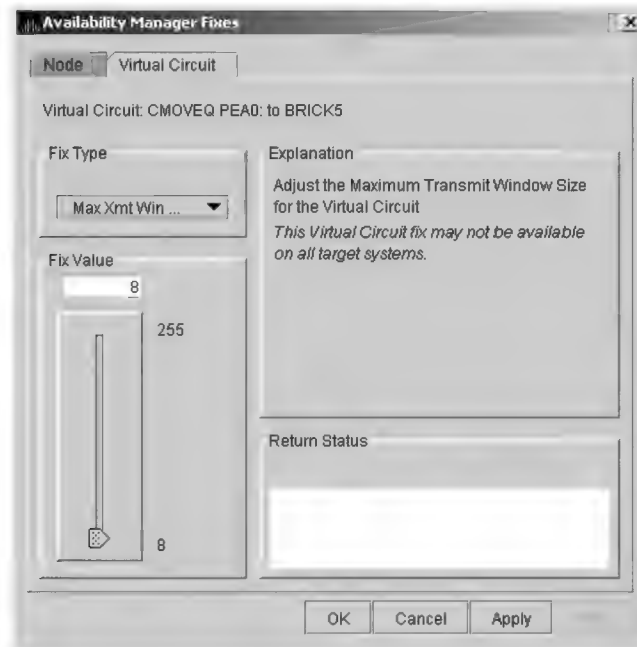 Availability Manager Fixes
Node
Virtual Circuit
Virtual Circuit: CMOVEQ PEA0: to BRICK5
Fix Type
Max Xmt Win ...
Explanation
Adjust the Maximum Transmit Window Size
for the Virtual Circuit
This Virtual Circuit fix may not be available
on all target systems.
Fix Value
8
255
8
Return Status
OK
Cancel
Apply